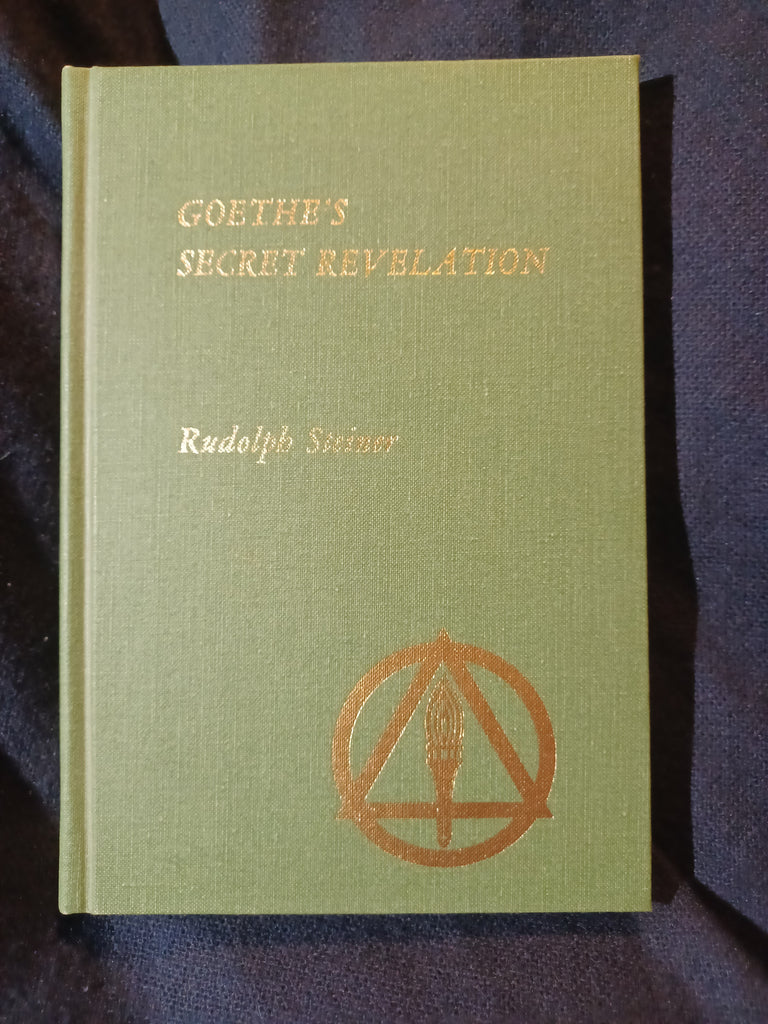 GOETHE'S
SECRET REVELATION
Rudolph Steiner